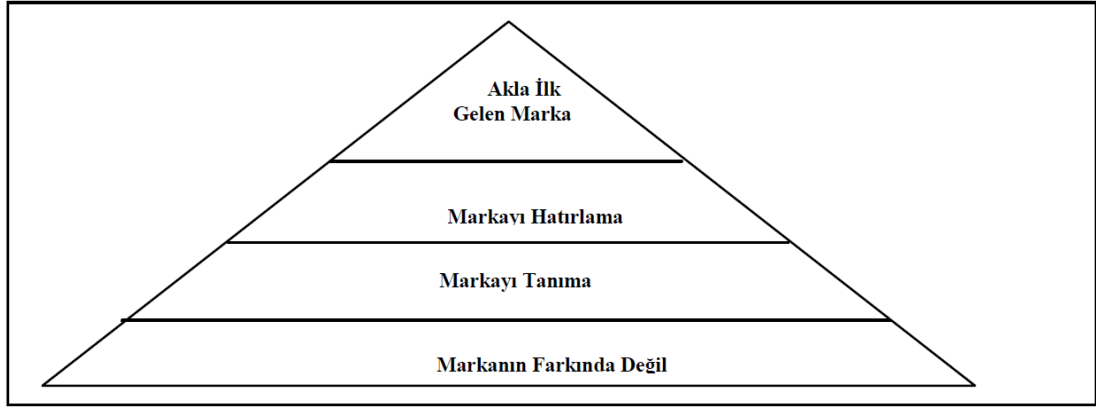 Akla İlk
Gelen Marka
Markayı Hatırlama
Markayı Tanıma
Markanın Farkında Değil